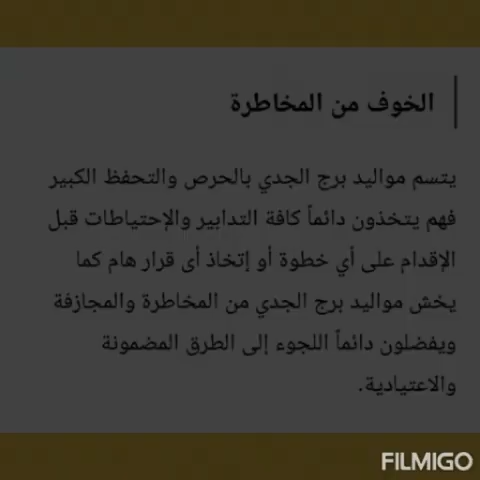 الخوف من المخاطرة
يتسم مواليد برج الجدي بالحرص والتحفظ الكبير
فهم يتخذون دائماً كافة التدابير والإحتياطات قبل
الإقدام على أي خطوة أو إتخاذ أى قرار هام كما
يخش مواليد برج الجدي من المخاطرة والمجازفة
ويفضلون دائماً اللجوء إلى الطرق المضمونة
والاعتيادية.
FILMIGO